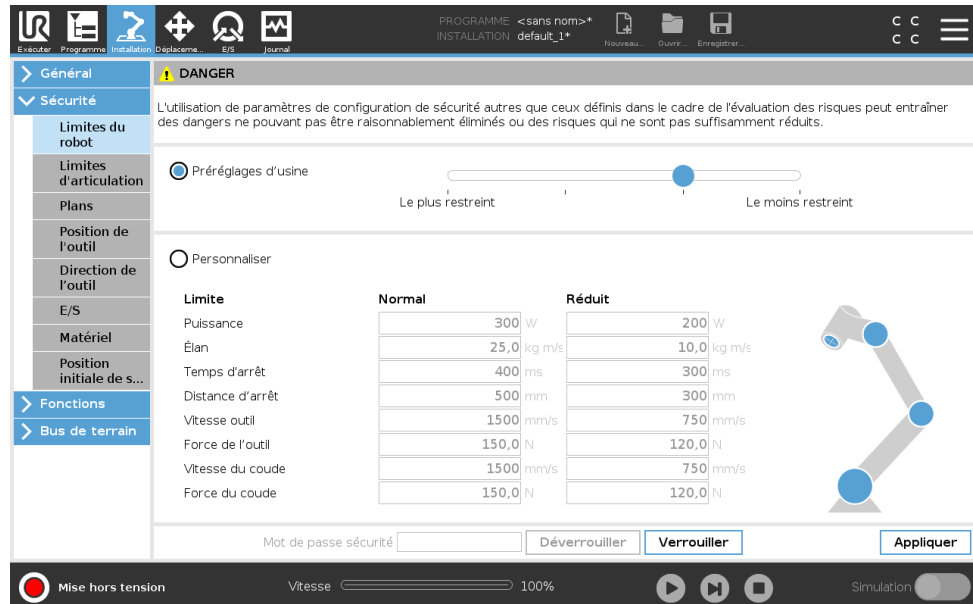 PROGRAMME <sans nom>*
INSTALLATION default_1*
UR
Exécuter
Programme
Installation
Déplaceme...
E/S
Journal
Nouveau...
Ouvrir...
Enregistrer...
C C
C C
Général
Sécurité
Limites du
robot
Limites
d'articulation
Plans
Position de
l'outil
Direction de
l’outil
E/S
Matériel
Position
initiale de s...
Fonctions
Bus de terrain
DANGER
L'utilisation de paramètres de configuration de sécurité autres que ceux définis dans le cadre de l'évaluation des risques peut entraîner
des dangers ne pouvant pas être raisonnablement éliminés ou des risques qui ne sont pas suffisamment réduits.
Préréglages d’usine
Le plus restreint
Le moins restreint
Personnaliser
Limite Normal Réduit
Puissance 300 W 200 W
Élan 25,0 kg m/s 10,0 kg m/s
Temps d'arrêt 400 ms 300 ms
Distance d’arrêt 500 mm 300 mm
Vitesse outil 1500 mm/s 750 mm/s
Force de l’outil 150,0 N 120,0 N
Vitesse du coude 1500 mm/s 750 mm/s
Force du coude 150,0 N 120,0 N
Mot de passe sécurité Déverrouiller Verrouiller Appliquer
Mise hors tension Vitesse 100% Simulation